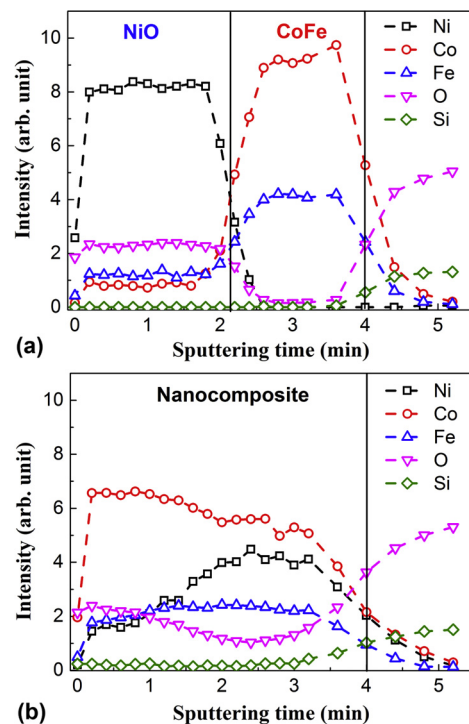 NiO
CoFe
Ni
Co
Fe
O
Si
Intensity (arb. unit)
10
8
6
4
2
0
0
1
2
3
4
5
(a)
Sputtering time (min)
Nanocomposite
Ni
Co
Fe
O
Si
Intensity (arb. unit)
10
8
6
4
2
0
0
1
2
3
4
5
(b)
Sputtering time (min)